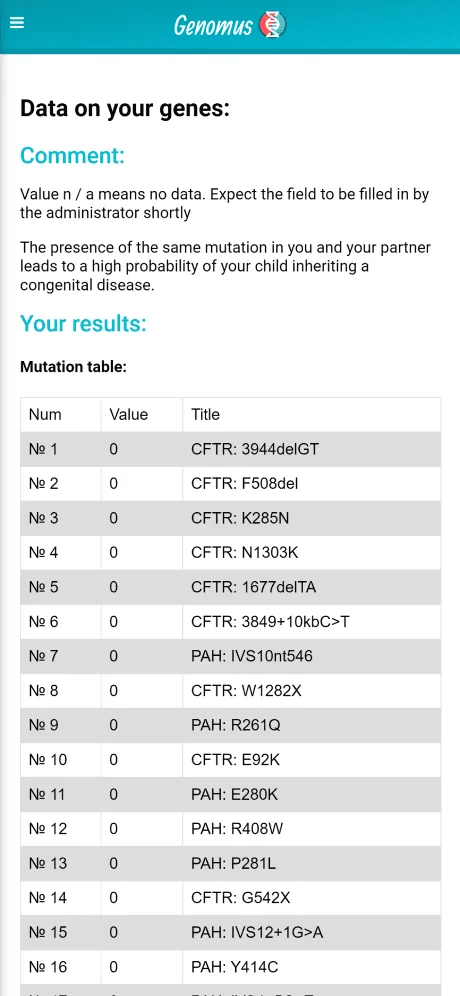 Genomus
Data on your genes:
Comment:
Value n / a means no data. Expect the field to be filled in by
the administrator shortly
The presence of the same mutation in you and your partner
leads to a high probability of your child inheriting a
congenital disease.
Your results:
Mutation table:
Num Value Title
№ 1 0 CFTR: 3944delGT
№ 2 0 CFTR: F508del
№ 3 0 CFTR: K285N
№ 4 0 CFTR: N1303K
№ 5 0 CFTR: 1677delTA
№ 6 0 CFTR: 3849+10kbC>T
№ 7 0 PAH: IVS10nt546
№ 8 0 CFTR: W1282X
№ 9 0 PAH: R261Q
№ 10 0 CFTR: E92K
№ 11 0 PAH: E280K
№ 12 0 PAH: R408W
№ 13 0 PAH: P281L
№ 14 0 CFTR: G542X
№ 15 0 PAH: IVS12+1G>A
№ 16 0 PAH: Y414C